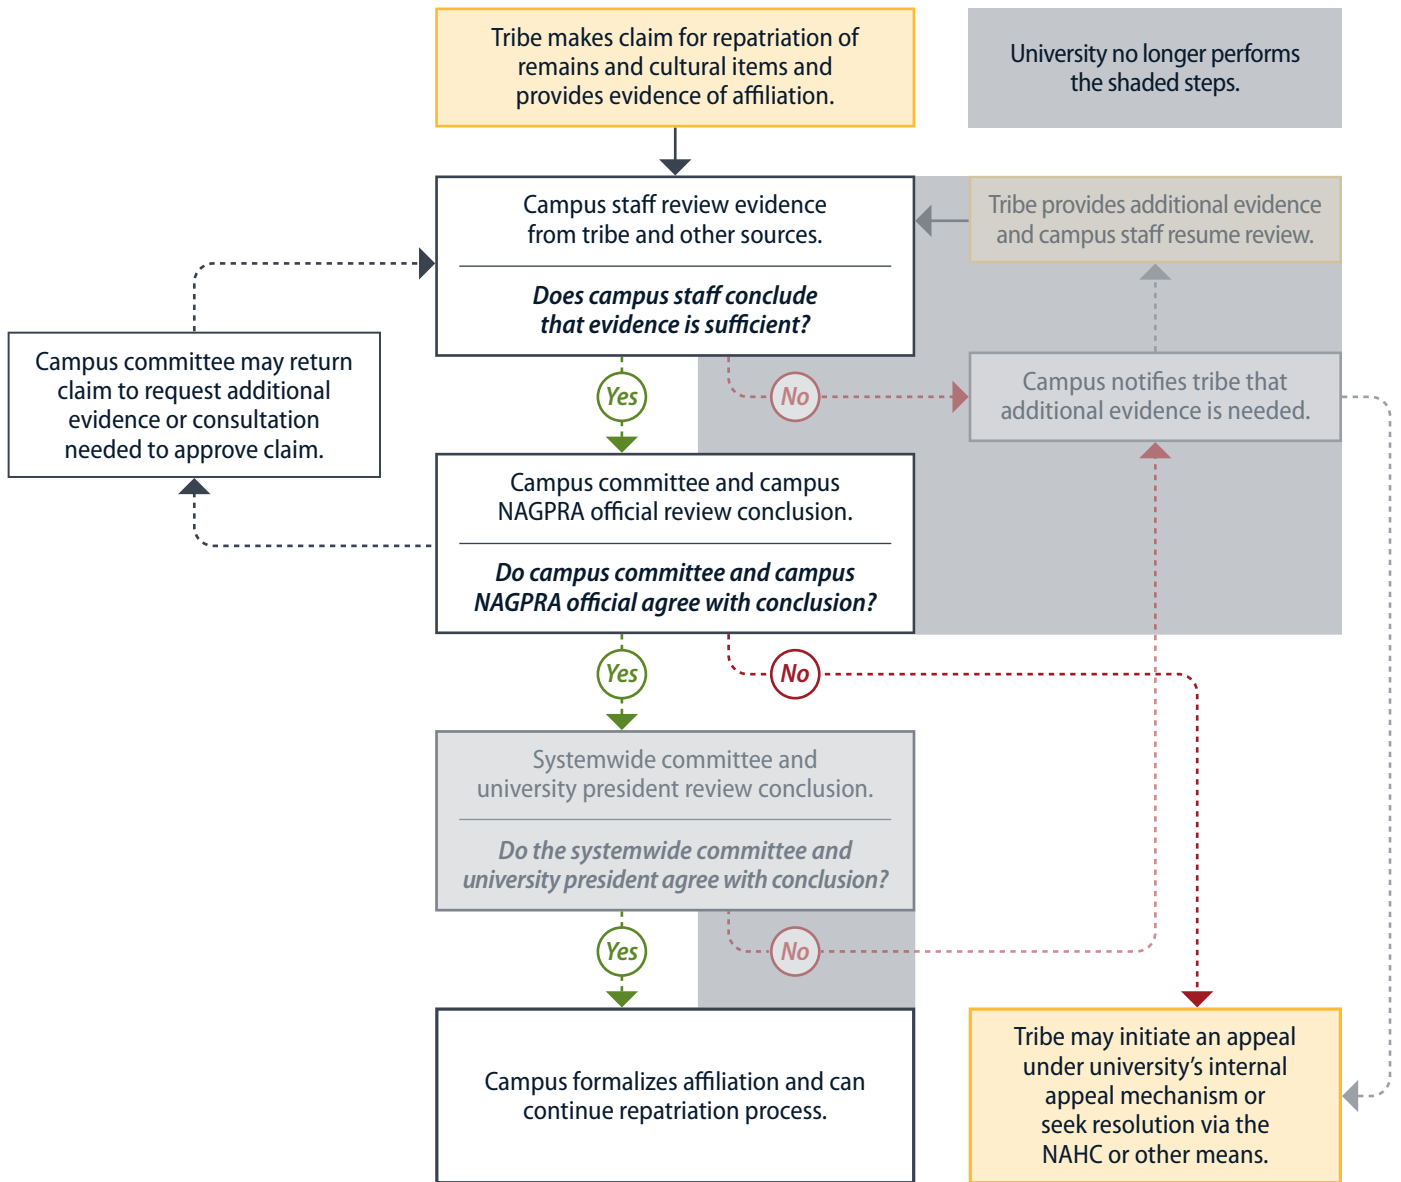 Tribe makes claim for repatriation of
remains and cultural items and
provides evidence of affiliation.
University no longer performs
the shaded steps.
Campus staff review evidence
from tribe and other sources.
Does campus staff conclude
that evidence is sufficient?
Tribe provides additional evidence
and campus staff resume review.
Campus committee may return
claim to request additional
evidence or consultation
needed to approve claim.
Yes
No
Campus notifies tribe that
additional evidence is needed.
Campus committee and campus
NAGPRA official review conclusion.
Do campus committee and campus
NAGPRA official agree with conclusion?
Yes
No
Systemwide committee and
university president review conclusion.
Do the systemwide committee and
university president agree with conclusion?
Yes
No
Campus formalizes affiliation and can
continue repatriation process.
Tribe may initiate an appeal
under university’s internal
appeal mechanism or
seek resolution via the
NAHC or other means.